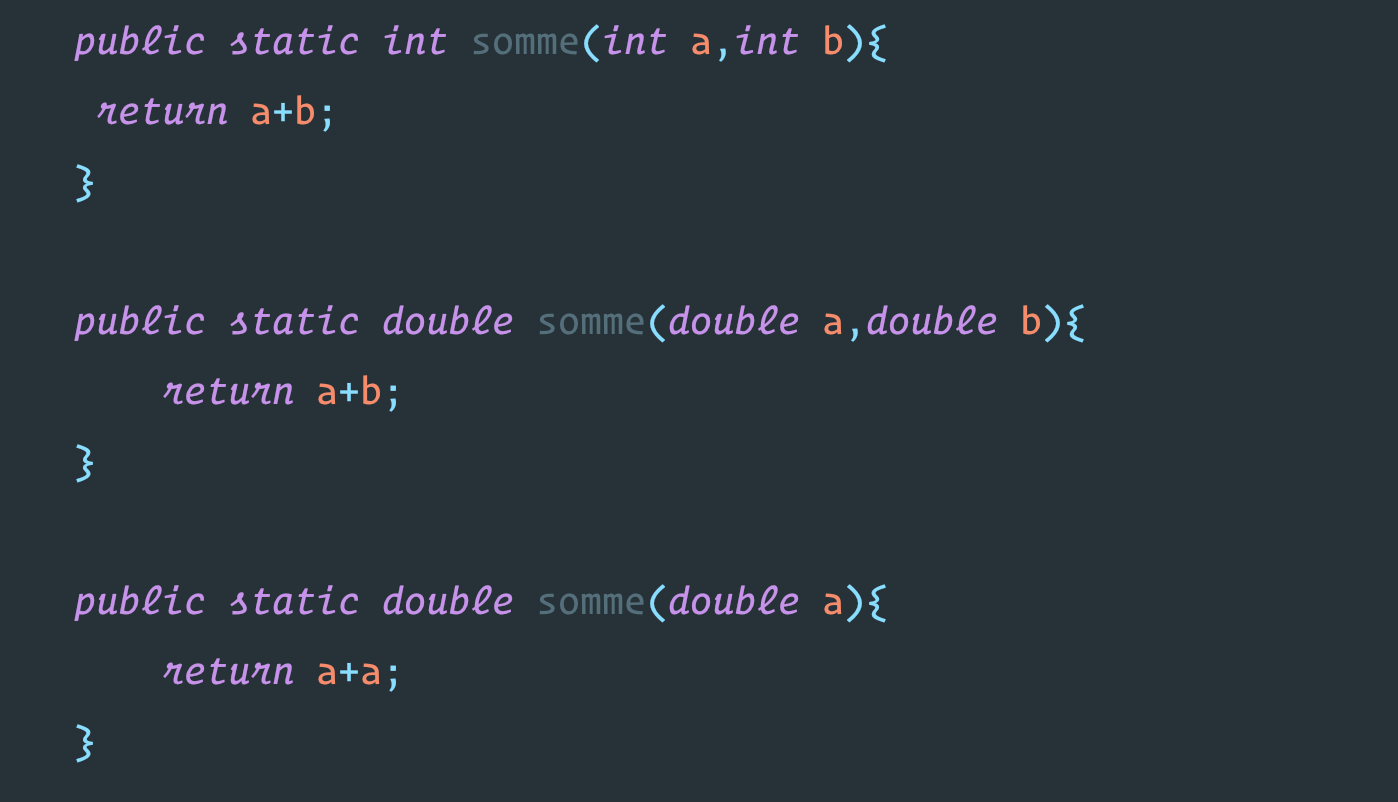 public static int somme(int a,int b){
return a+b;
}
public static double somme(double a,double b){
return a+b;
}
public static double somme(double a){
return a+a;
}